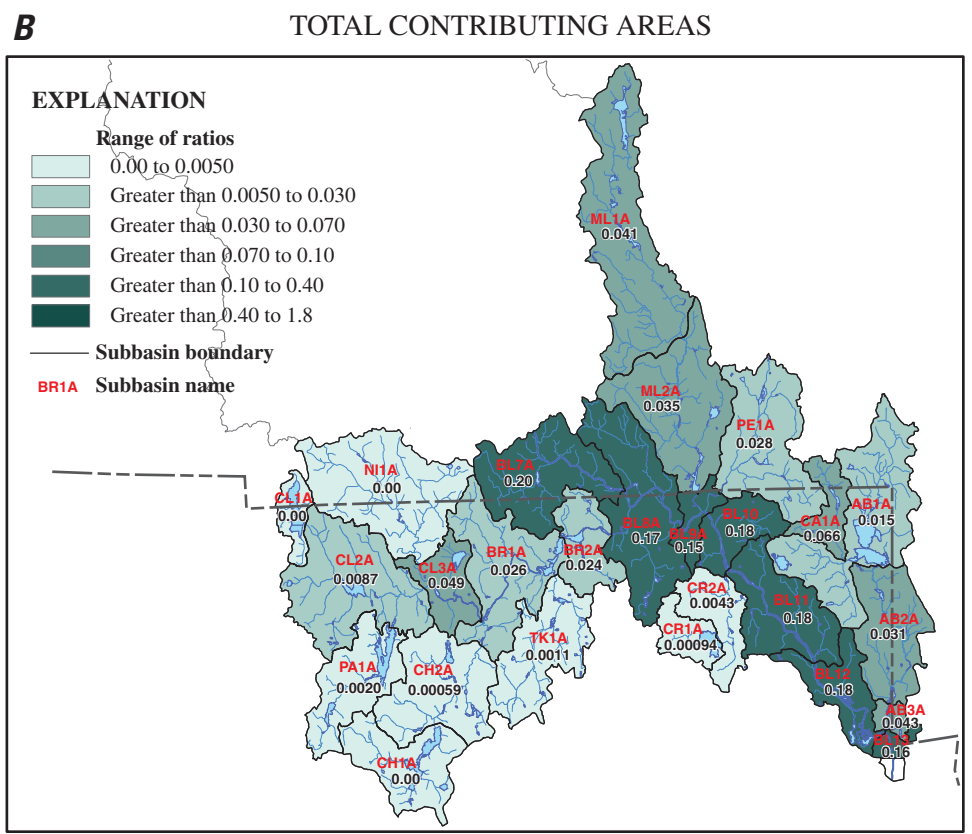 B
TOTAL CONTRIBUTING AREAS
EXPLANATION
Range of ratios
0.00 to 0.0050
Greater than 0.0050 to 0.030
Greater than 0.030 to 0.070
Greater than 0.070 to 0.10
Greater than 0.10 to 0.40
Greater than 0.40 to 1.8
Subbasin boundary
BR1A Subbasin name
ML1A
0.041
ML2A
0.035
PE1A
0.028
NI1A
0.00
BL7A
0.20
CL1A
0.00
AB1A
0.015
BL8A
0.17
BL9A
0.15
BL10
0.18
CA1A
0.066
CL2A
0.0087
CL3A
0.049
BR1A
0.026
BR2A
0.024
CR2A
0.0043
BL11
0.18
AB2A
0.031
CR1A
0.00094
TK1A
0.0011
PA1A
0.0020
CH2A
0.00059
BL12
0.18
AB3A
0.043
BL13
0.16
CH1A
0.00